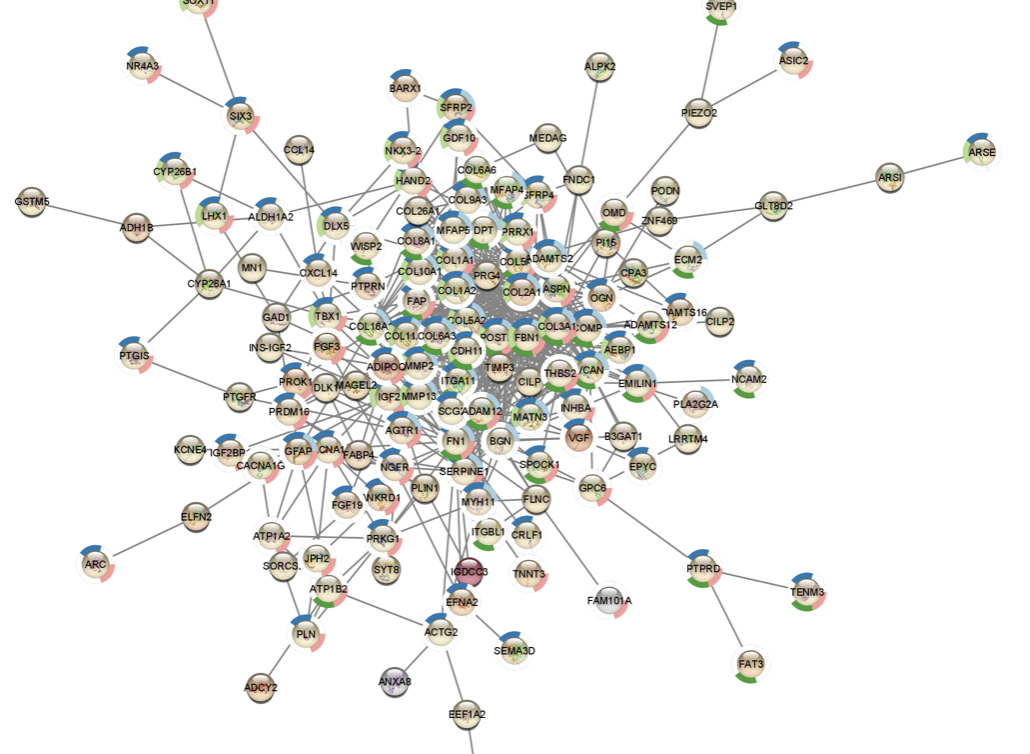 SOX11
SVEP1
NR4A3
ASIC2
ALPK2
BARX1
SFRP2
PIEZO2
SIX3
GDF10
MEDAG
CCL14
NKX3-2
ARSE
CYP26B1
COL6A6
FNDC1
ARSI
HAND2
MFAP4
SFRP4
PODN
GSTM5
COL9A3
GLT8D2
LHX1
ALDH1A2
COL26A1
OMD
ZNF469
ADH1B
DLX5
MFAP5
DPT
PRRX1
WISP2
COL8A1
PI15
ECM2
MN1
CXCL14
COL10A1
COL1A1
PRG4
ADAMTS2
CPA3
CYP26A1
PTPRN
COL1A2
COL2A1
ASPN
OGN
FAP
GAD1
TBX1
COL16A
COL5A2
COL3A1
ADAMTS12
CILP2
COL6A3
POST
FBN1
OMP
AMTS16
INS-IGF2
FGF3
CDH11
AEBP1
PTGIS
ADIPOQ
MMP2
TIMP3
THBS2
VCAN
PROK1
DLK1
MAGEL2
ITGA11
CILP
EMILIN1
NCAM2
PTGFR
IGF2
MMP13
PLA2G2A
PRDM16
SCG2
ADAM12
MATN3
INHBA
AGTR1
VGF
B3GAT1
LRRTM4
KCNE4
IGF2BP
GFAP
CNA1
FABP4
FN1
BGN
CACNA1G
NGFR
SERPINE1
SPOCK1
EPYC
PLIN1
GPC6
FGF19
NKRD1
MYH11
FLNC
ELFN2
ATP1A2
PRKG1
ITGBL1
CRLF1
ARC
SORCS
JPH2
SYT8
IGDCC3
TNNT3
PTPRD
ATP1B2
EFNA2
FAM101A
TENM3
PLN
ACTG2
SEMA3D
FAT3
ADCY2
ANXA8
EEF1A2